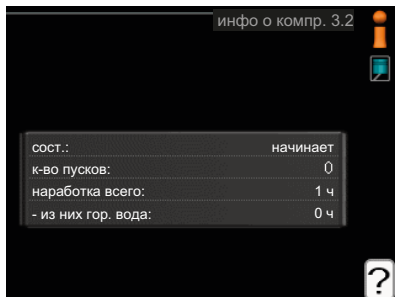 инфо о компр. 3.2
сост.: начинает
к-во пусков: 0
наработка всего: 1 ч
- из них гор. вода: 0 ч
?